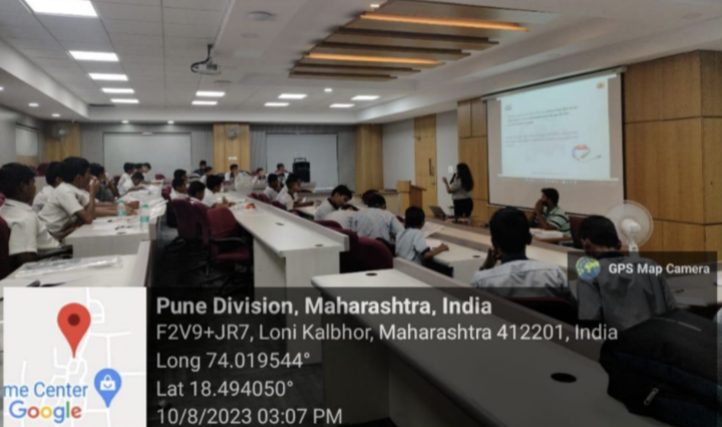 GPS Map Camera
Pune Division, Maharashtra, India
F2V9+JR7, Loni Kalbhor, Maharashtra 412201, India
Long 74.019544°
Lat 18.494050°
10/8/2023 03:07 PM
me Center
Google